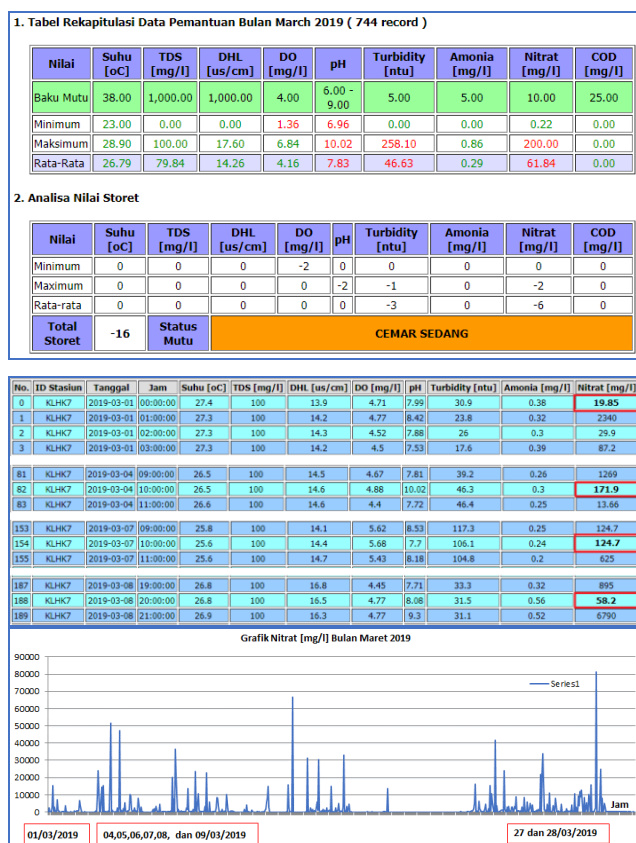 1. Tabel Rekapitulasi Data Pemantuan Bulan March 2019 ( 744 record )
Nilai Suhu [oC] TDS [mg/l] DHL [us/cm] DO [mg/l] pH Turbidity [ntu] Amonia [mg/l] Nitrat [mg/l] COD [mg/l]
Baku Mutu 38.00 1,000.00 1,000.00 4.00 6.00 - 9.00 5.00 5.00 10.00 25.00
Minimum 23.00 0.00 0.00 1.36 6.96 0.00 0.00 0.22 0.00
Maksimum 28.90 100.00 17.60 6.84 10.02 258.10 0.86 200.00 0.00
Rata-Rata 26.79 79.84 14.26 4.16 7.83 46.63 0.29 61.84 0.00
2. Analisa Nilai Storet
Nilai Suhu [oC] TDS [mg/l] DHL [us/cm] DO [mg/l] pH Turbidity [ntu] Amonia [mg/l] Nitrat [mg/l] COD [mg/l]
Minimum 0 0 0 -2 0 0 0 0 0
Maximum 0 0 0 0 -2 -1 0 -2 0
Rata-rata 0 0 0 0 0 -3 0 -6 0
Total Storet -16 Status Mutu CEMAR SEDANG
No. ID Stasiun Tanggal Jam Suhu [oC] TDS [mg/l] DHL [us/cm] DO [mg/l] pH Turbidity [ntu] Amonia [mg/l] Nitrat [mg/l]
0 KLHK7 2019-03-01 00:00:00 27.4 100 13.9 4.71 7.99 30.9 0.38 19.85
1 KLHK7 2019-03-01 01:00:00 27.3 100 14.2 4.77 8.42 23.8 0.32 2340
2 KLHK7 2019-03-01 02:00:00 27.3 100 14.3 4.52 7.88 26 0.3 29.9
3 KLHK7 2019-03-01 03:00:00 27.3 100 14.2 4.5 7.53 17.6 0.39 87.2
81 KLHK7 2019-03-04 09:00:00 26.5 100 14.5 4.67 7.81 39.2 0.26 1269
82 KLHK7 2019-03-04 10:00:00 26.5 100 14.6 4.88 10.02 46.3 0.3 171.9
83 KLHK7 2019-03-04 11:00:00 26.6 100 14.6 4.4 7.72 46.4 0.25 13.66
153 KLHK7 2019-03-07 09:00:00 25.8 100 14.1 5.62 8.53 117.3 0.25 124.7
154 KLHK7 2019-03-07 10:00:00 25.6 100 14.4 5.68 7.7 106.1 0.24 124.7
155 KLHK7 2019-03-07 11:00:00 25.6 100 14.7 5.43 8.18 104.8 0.2 625
187 KLHK7 2019-03-08 19:00:00 26.8 100 16.8 4.45 7.71 33.3 0.32 895
188 KLHK7 2019-03-08 20:00:00 26.8 100 16.5 4.77 8.08 31.5 0.56 58.2
189 KLHK7 2019-03-08 21:00:00 26.9 100 16.3 4.77 9.3 31.1 0.52 6790
Grafik Nitrat [mg/l] Bulan Maret 2019
90000
80000
Series1
70000
60000
50000
40000
30000
20000
10000
0
Jam
01/03/2019 04,05,06,07,08, dan 09/03/2019 27 dan 28/03/2019